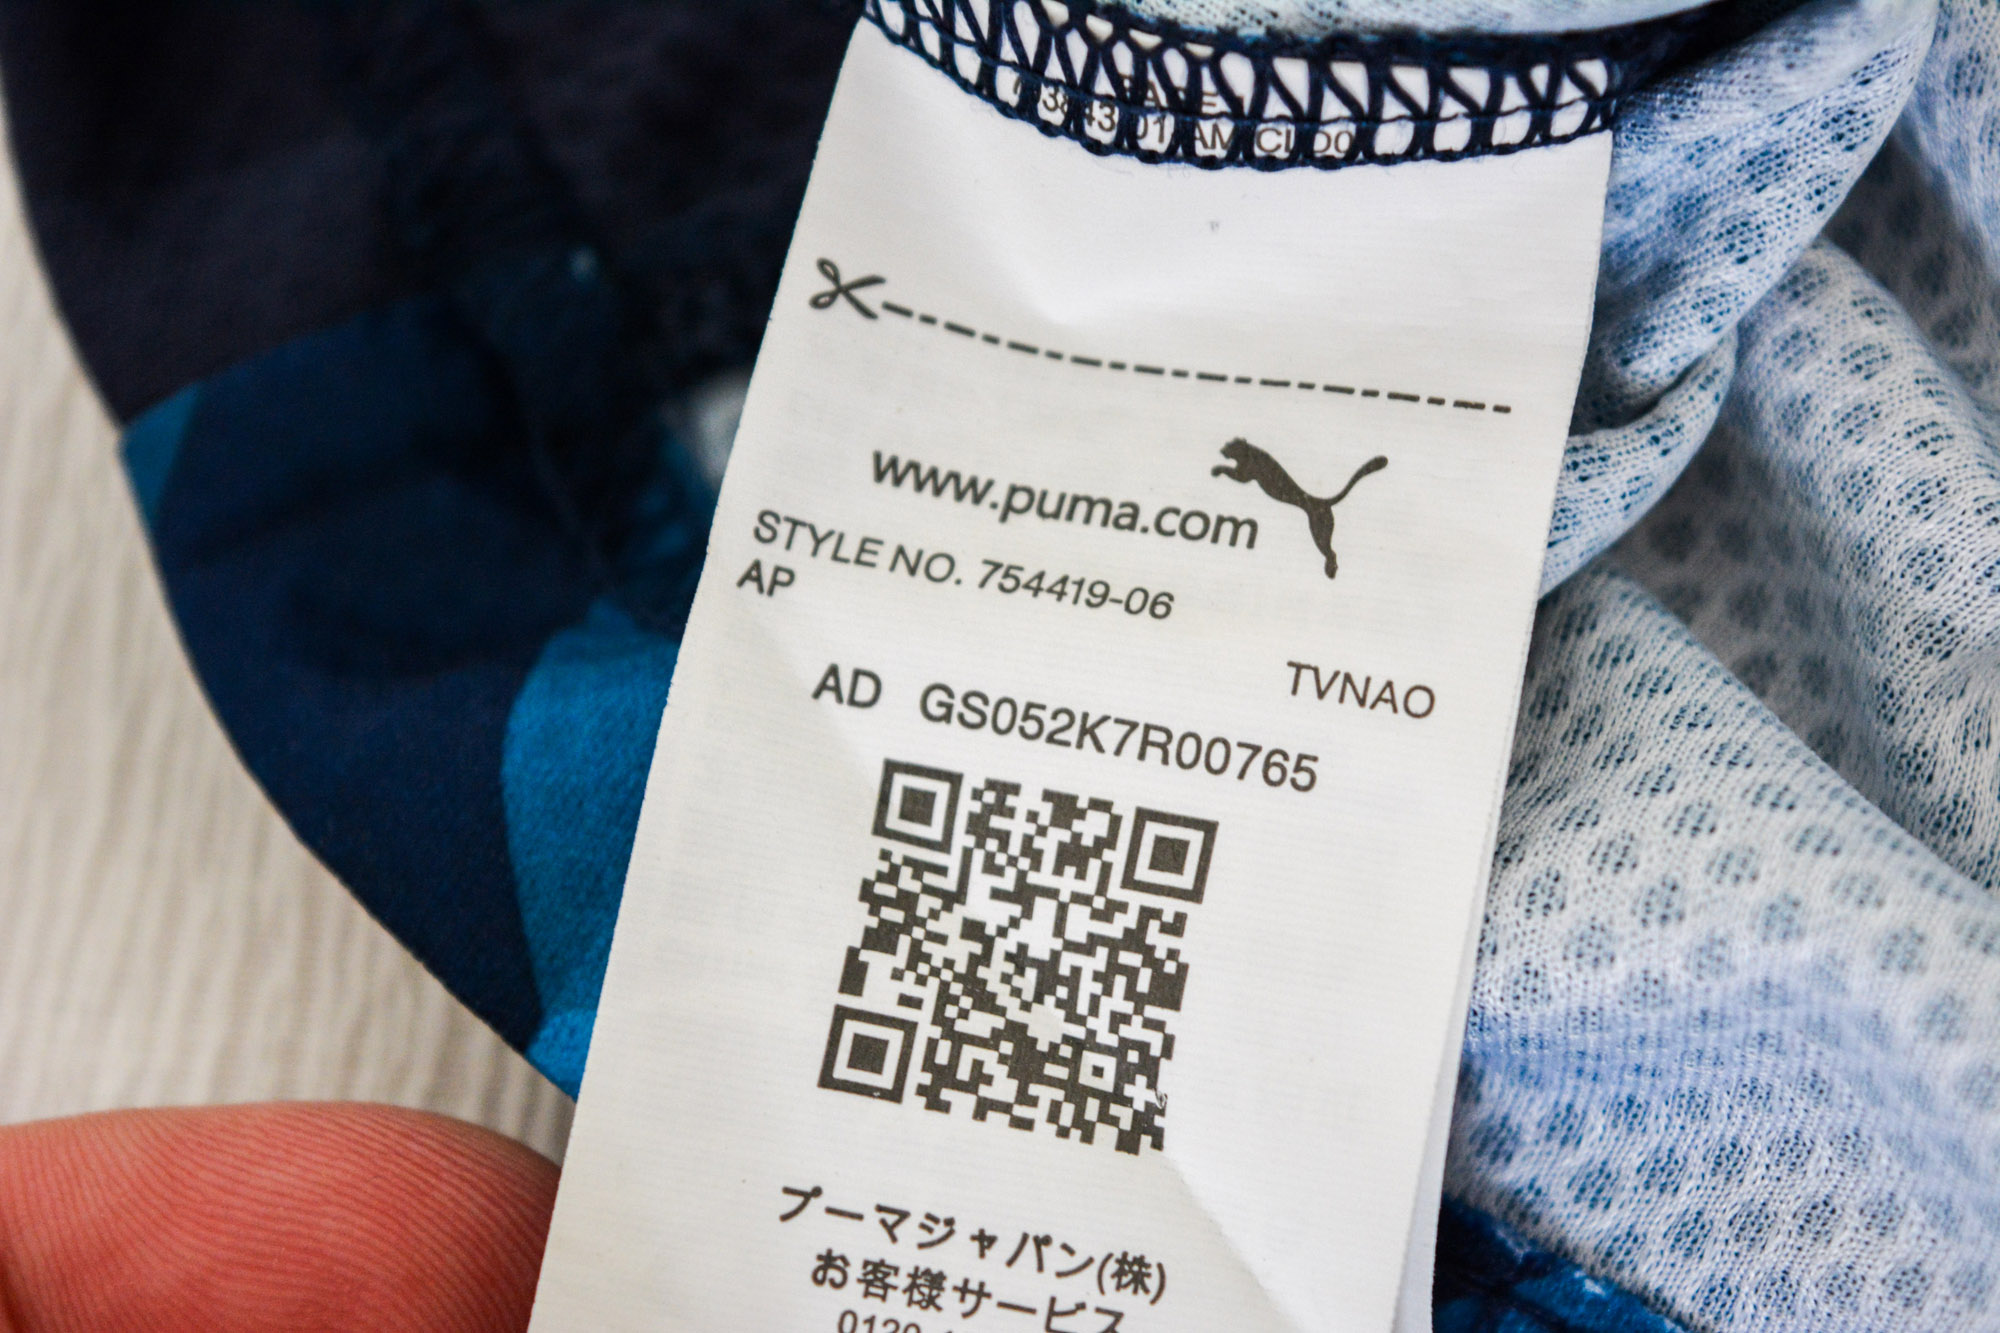 www.puma.com
STYLE NO. 754419-06
AP
TVNAO
AD GS052K7R00765
プーマジャパン(株)
お客様サービス
0120